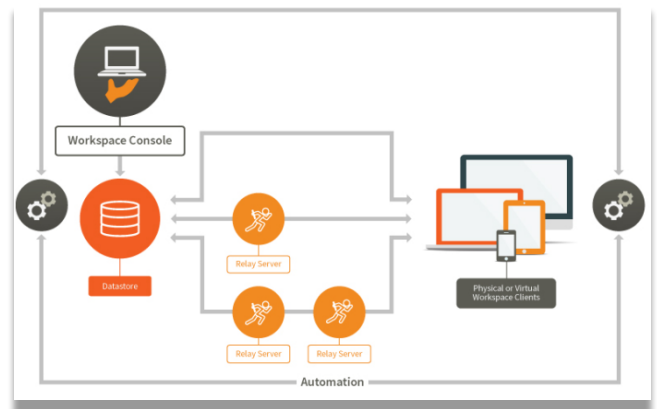 Workspace Console
Relay Server
Datastore
Physical or Virtual
Workspace Clients
Relay Server
Relay Server
Automation